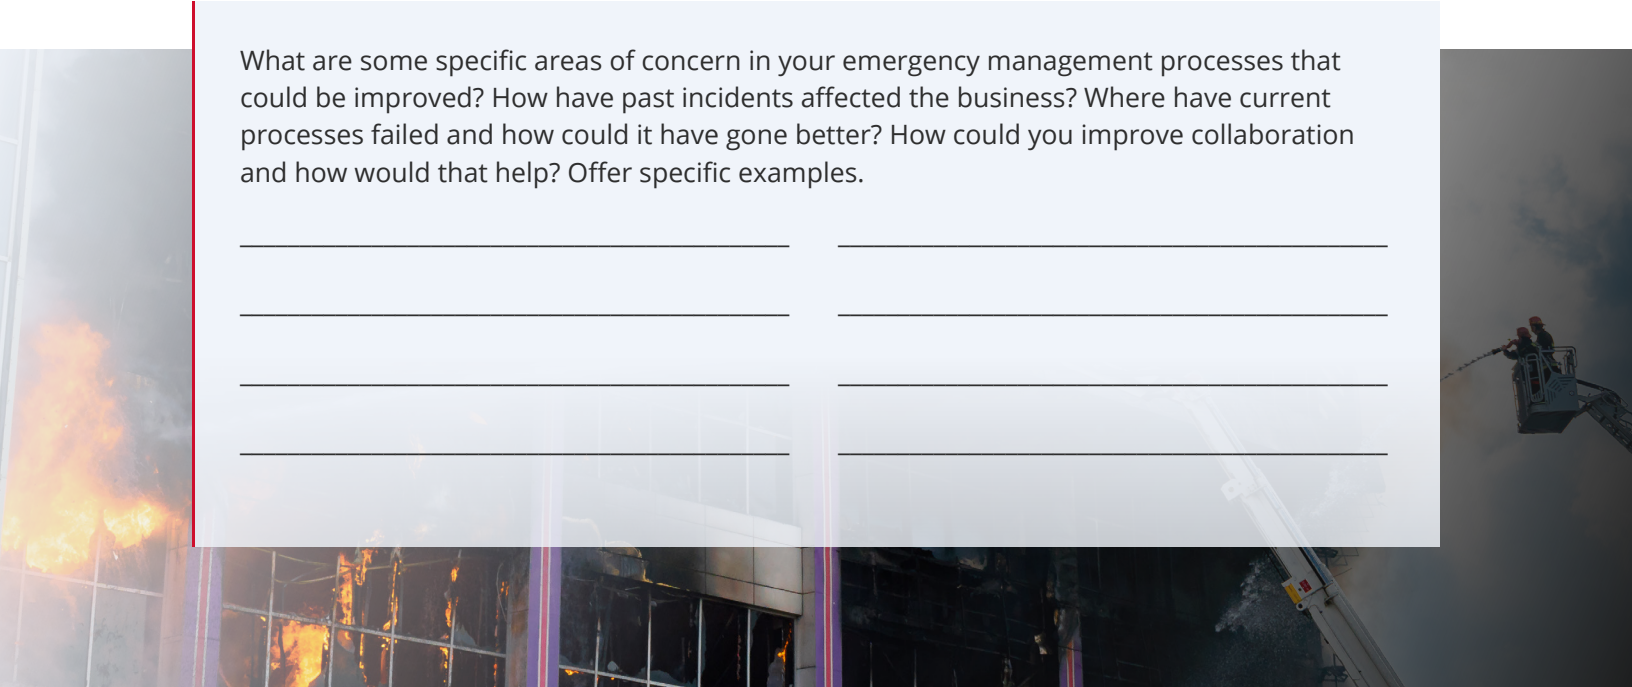 What are some specific areas of concern in your emergency management processes that
could be improved? How have past incidents affected the business? Where have current
processes failed and how could it have gone better? How could you improve collaboration
and how would that help? Offer specific examples.